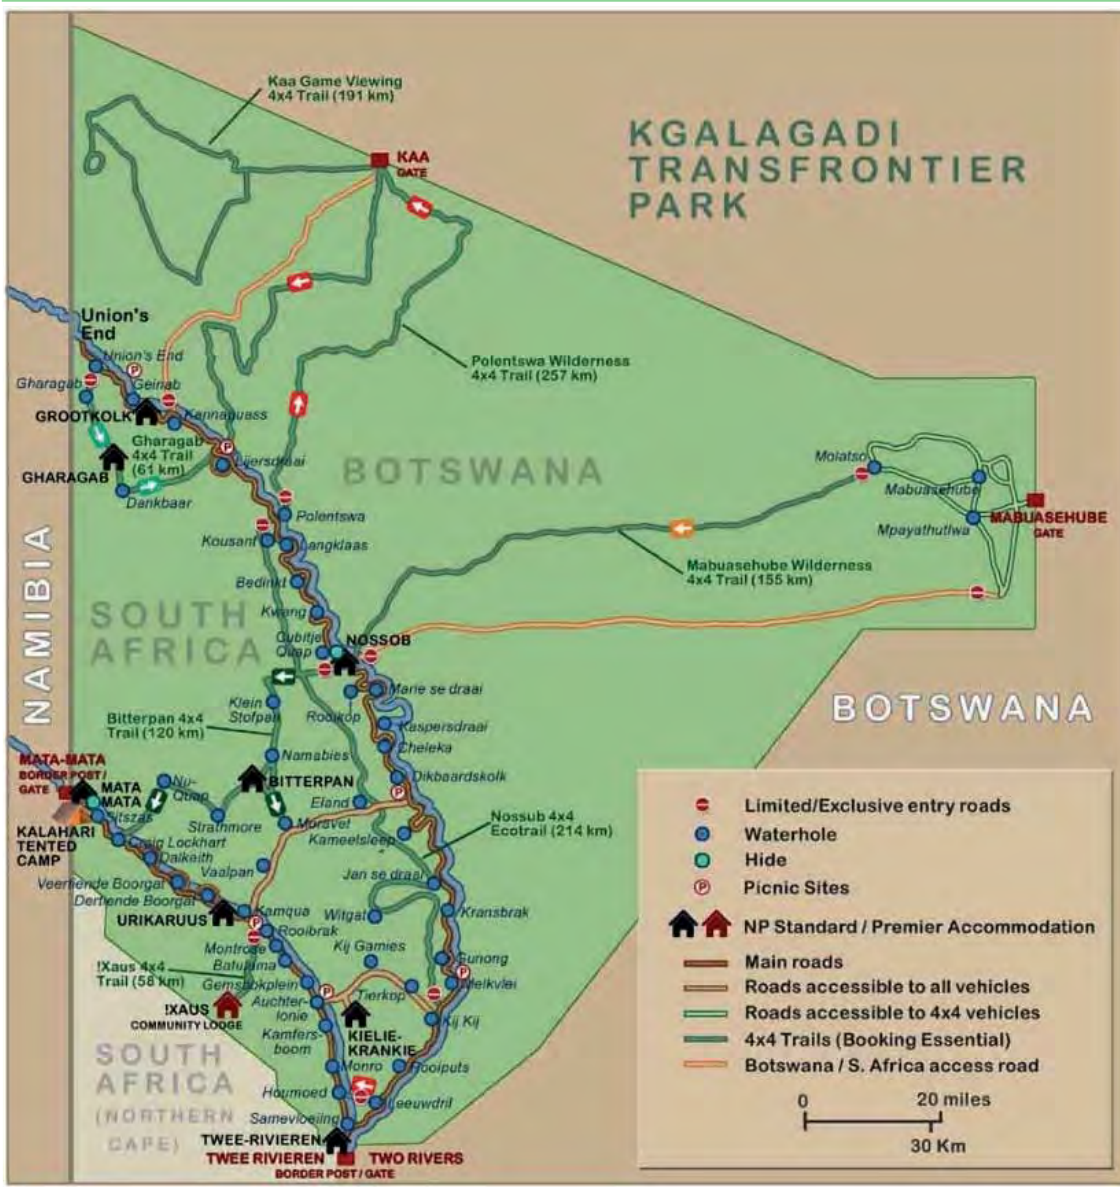 Kaa Game Viewing
4x4 Trail (191 km)
KAA
GATE
KGALAGADI
TRANSFRONTIER
PARK
Union's
End
Union's End
Gharagab
Geinab
GROOTKOLK
Kannaguass
Gharagab
4x4 Trail
(61 km)
GHARAGAB
Lijersdraai
Dankbaar
Polentswa Wilderness
4x4 Trail (257 km)
BOTSWANA
Molatso
Mabuasehube
Mpayathutlwa
MABUASEHUBE
GATE
Mabuasehube Wilderness
4x4 Trail (155 km)
Polentswa
Kousant
Langklaas
Bedinkt
Kwang
Cubitje
Quap
NOSSOB
NAMIBIA
SOUTH
AFRICA
BOTSWANA
Marie se draai
Rooikop
Klein
Stofpan
Kaspersdraai
Cheleka
Bitterpan 4x4
Trail (120 km)
Namabies
Dikbaardskolk
MATA-MATA
BORDER POST /
GATE
MATA
MATA
Sitszas
Nu-
Quap
BITTERPAN
Eland
Strathmore
Moravet
Kameelsleep
Nossub 4x4
Ecotrail (214 km)
KALAHARI
TENTED
CAMP
Craig Lockhart
Dalkeith
Vaalpan
Jan se draai
Veertiende Boorgat
Dertiende Boorgat
URIKARUUS
Kamqua
Rooibrak
Witgat
Kransbrak
Montrose
Batulama
Kij Gamies
Gunong
!Xaus 4x4
Trail (58 km)
Gemsbokplein
Tierkop
Melkvlei
!XAUS
COMMUNITY LODGE
Auchter-
lonie
KIELIE-
KRANKIE
Kij Kij
Kamfers-
boom
SOUTH
AFRICA
(NORTHERN
CAPE)
Monro
Rooiputs
Houmoed
Leeuwdril
Samevloeiing
TWEE-RIVIEREN
TWEE RIVIEREN
TWO RIVERS
BORDER POST / GATE
Limited/Exclusive entry roads
Waterhole
Hide
P
Picnic Sites
NP Standard / Premier Accommodation
Main roads
Roads accessible to all vehicles
Roads accessible to 4x4 vehicles
4x4 Trails (Booking Essential)
Botswana / S. Africa access road
0
20 miles
30 Km